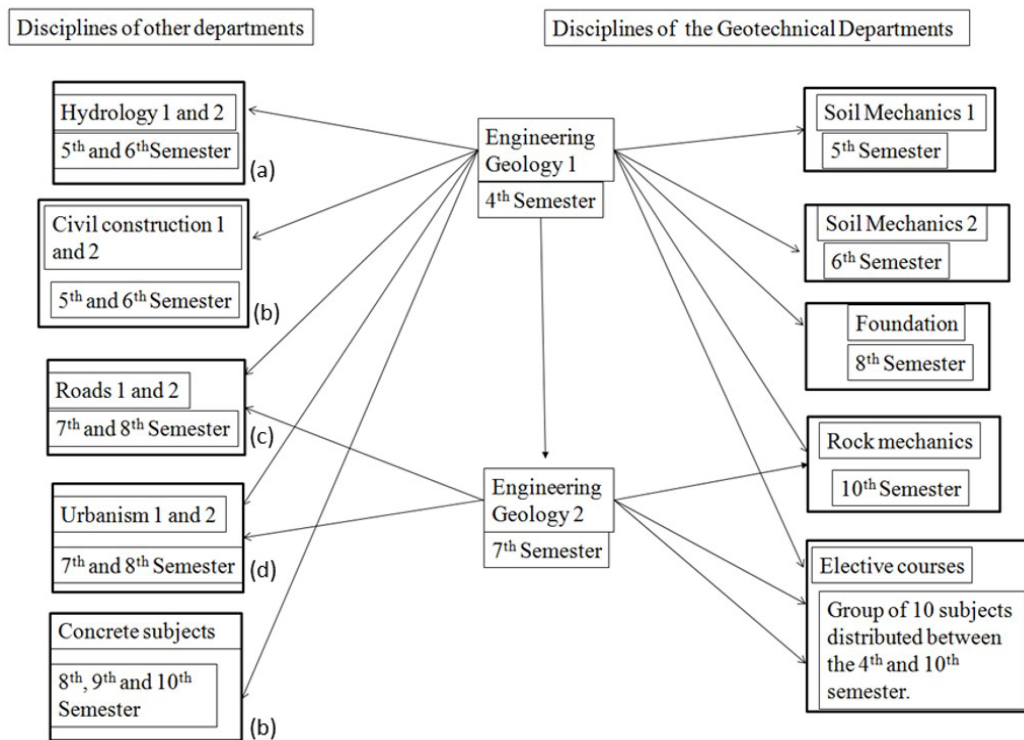 Disciplines of other departments
Disciplines of the Geotechnical Departments
Hydrology 1 and 2
5th and 6th Semester
(a)
Civil construction 1
and 2
5th and 6th Semester
(b)
Roads 1 and 2
7th and 8th Semester
(c)
Urbanism 1 and 2
7th and 8th Semester
(d)
Concrete subjects
8th, 9th and 10th
Semester
(b)
Engineering
Geology 1
4th Semester
Engineering
Geology 2
7th Semester
Soil Mechanics 1
5th Semester
Soil Mechanics 2
6th Semester
Foundation
8th Semester
Rock mechanics
10th Semester
Elective courses
Group of 10 subjects
distributed between
the 4th and 10th
semester.